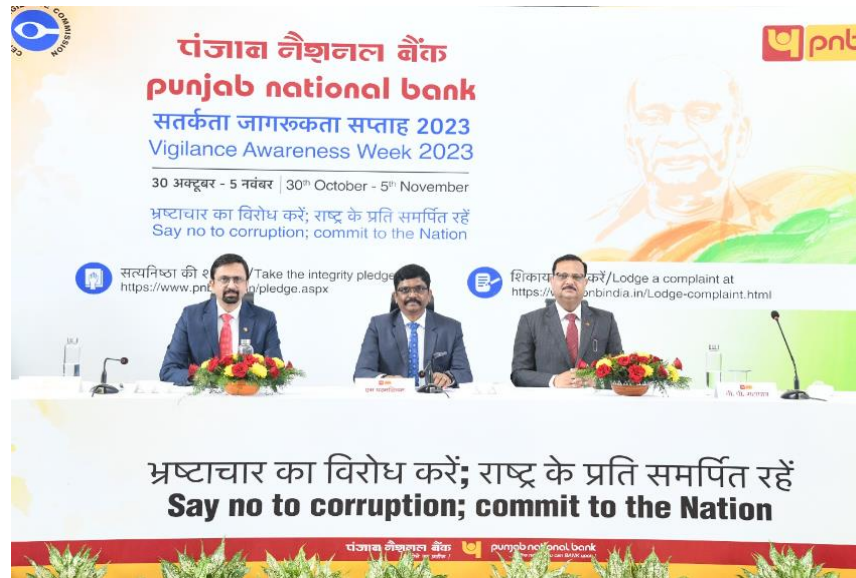 COMMISSION
पंजाब नैशनल बैंक
punjab national bank
सतर्कता जागरूकता सप्ताह 2023
Vigilance Awareness Week 2023
30 अक्टूबर - 5 नवंबर | 30th October - 5th November
भ्रष्टाचार का विरोध करें; राष्ट्र के प्रति समर्पित रहें
Say no to corruption; commit to the Nation
pnb
सत्यनिष्ठा की /Take the integrity pledge
https://www.pnb /pledge.aspx
करें/Lodge a complaint at
https:// pnbindia.in/Lodge-complaint.html
भ्रष्टाचार का विरोध करें; राष्ट्र के प्रति समर्पित रहें
Say no to corruption; commit to the Nation
पंजाब नैशनल बैंक punjab national bank